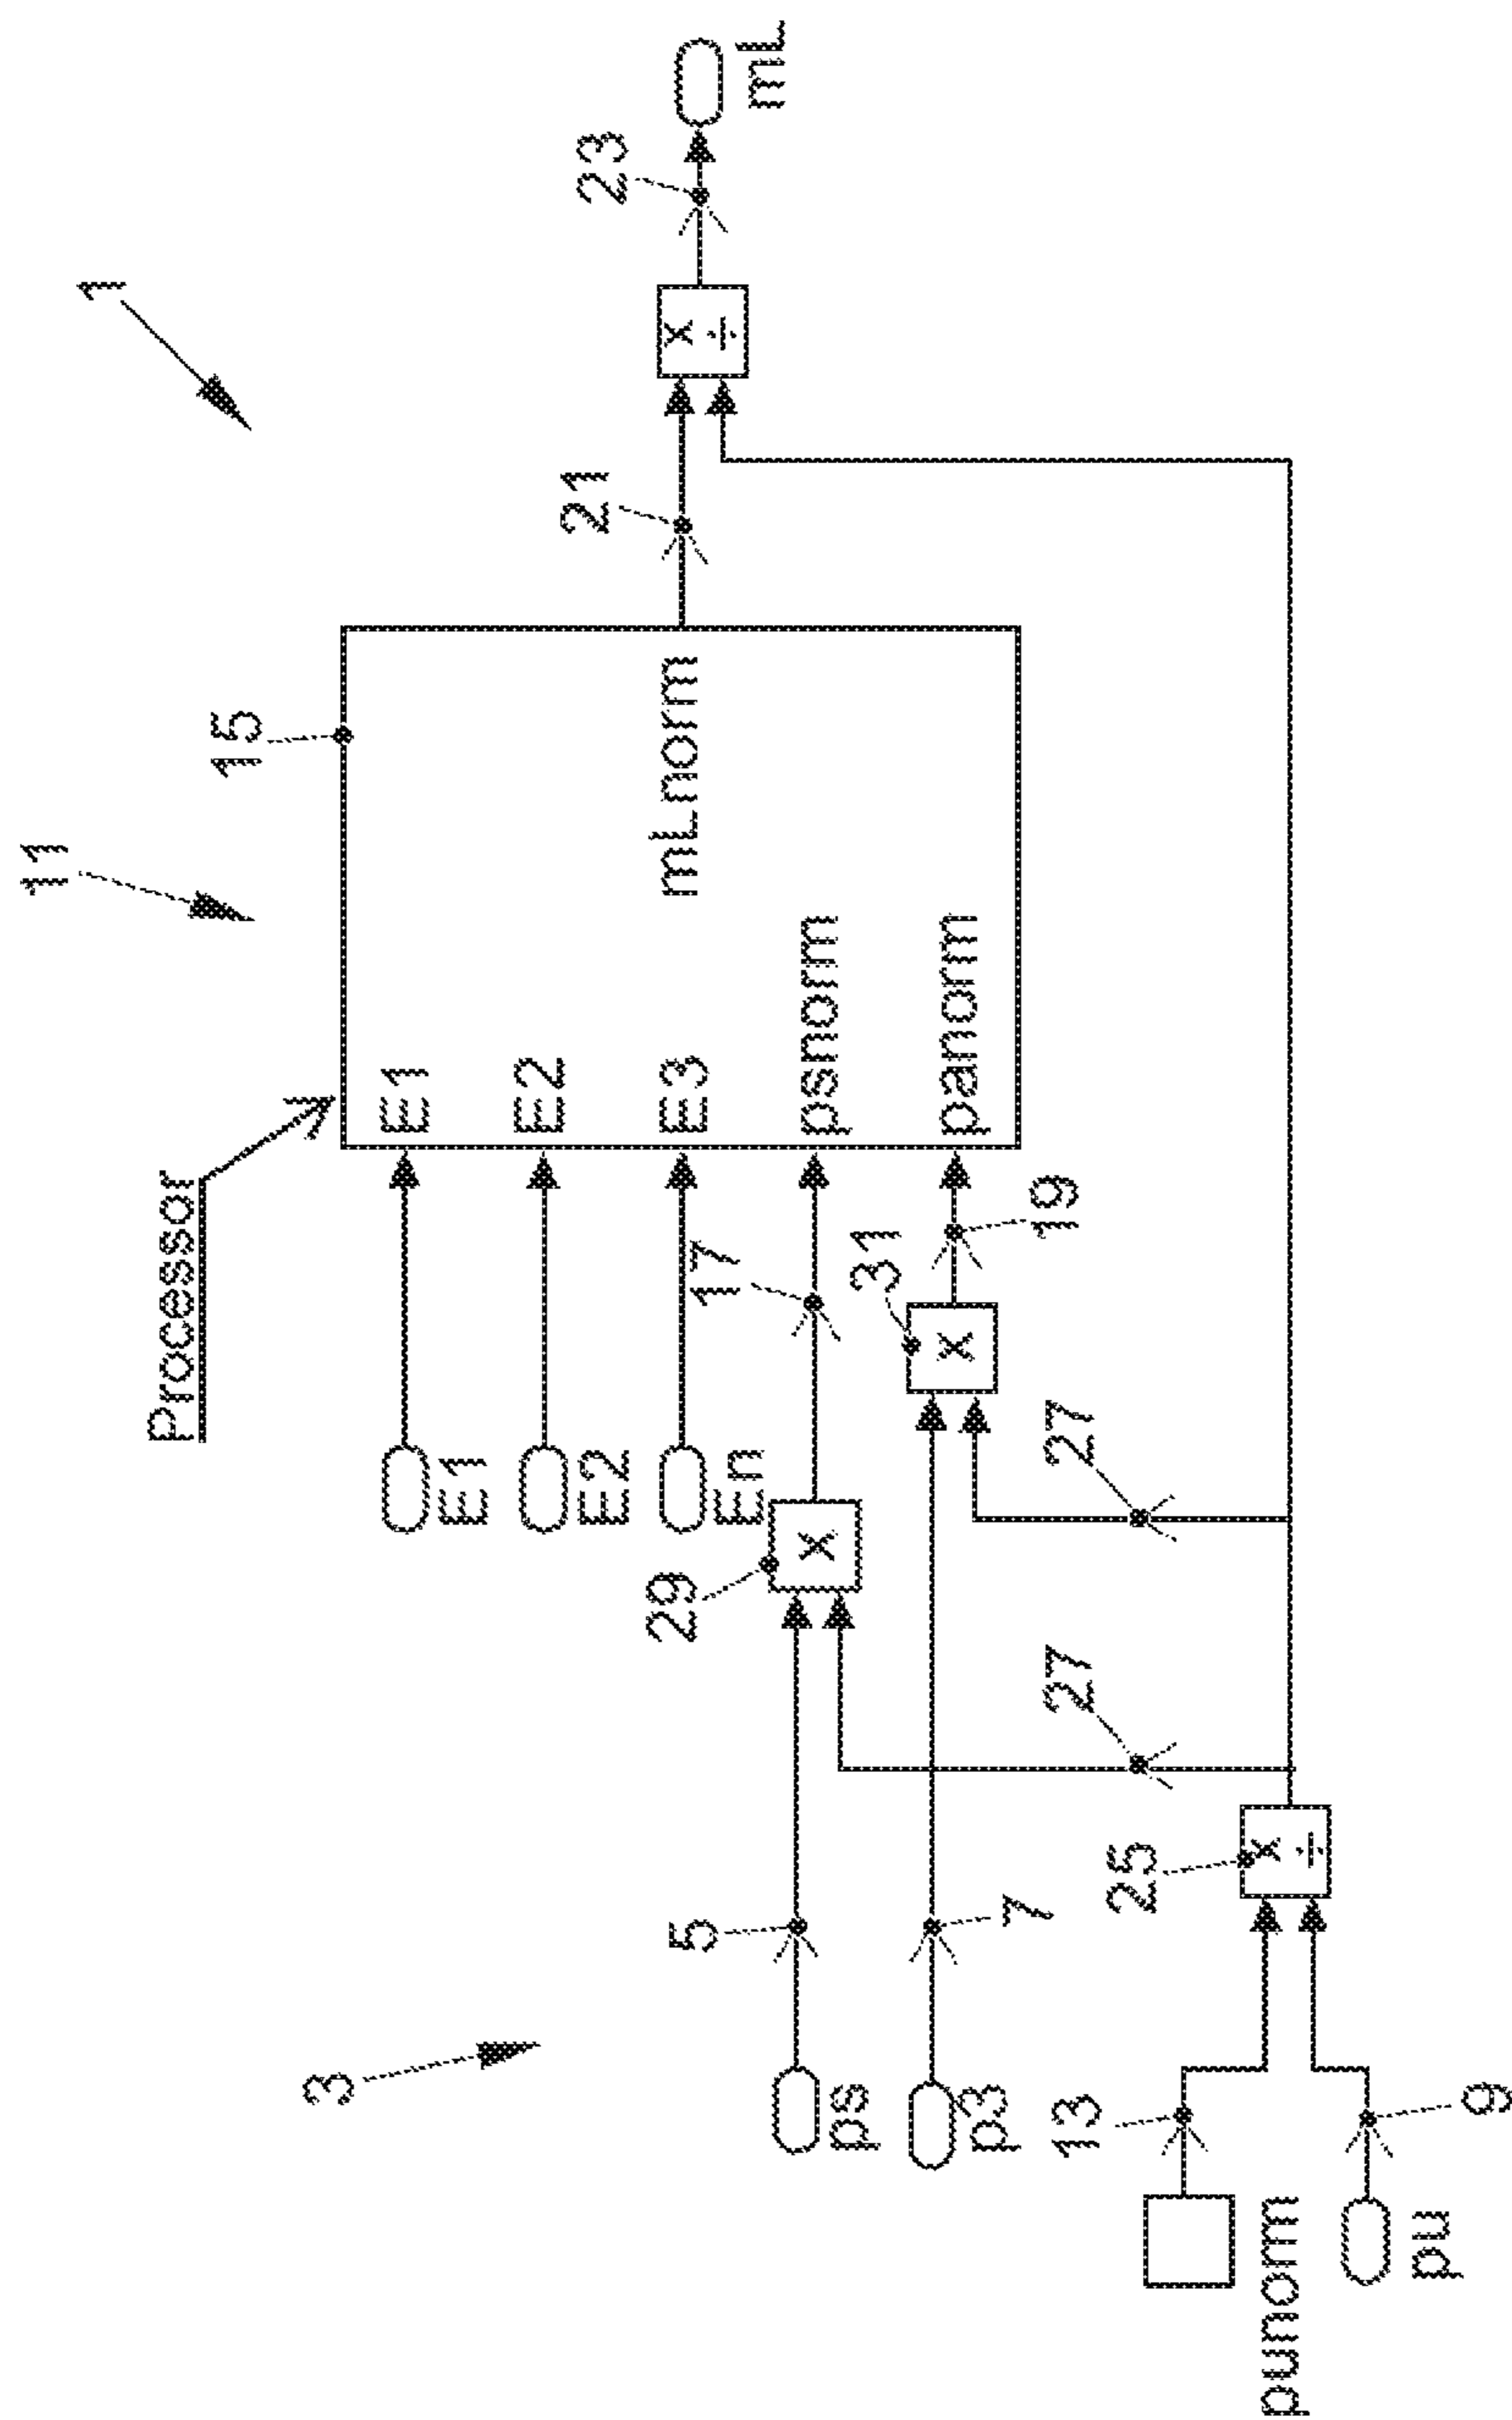 1
11
Processor
15
23
mL
21
E1
E1
E2
E2
E3
En
mLnorm
psnorm
panorm
17
19
31
29
x
x
x
÷
27
27
3
5
ps
7
p3
25
x
÷
13
punorm
9
pu